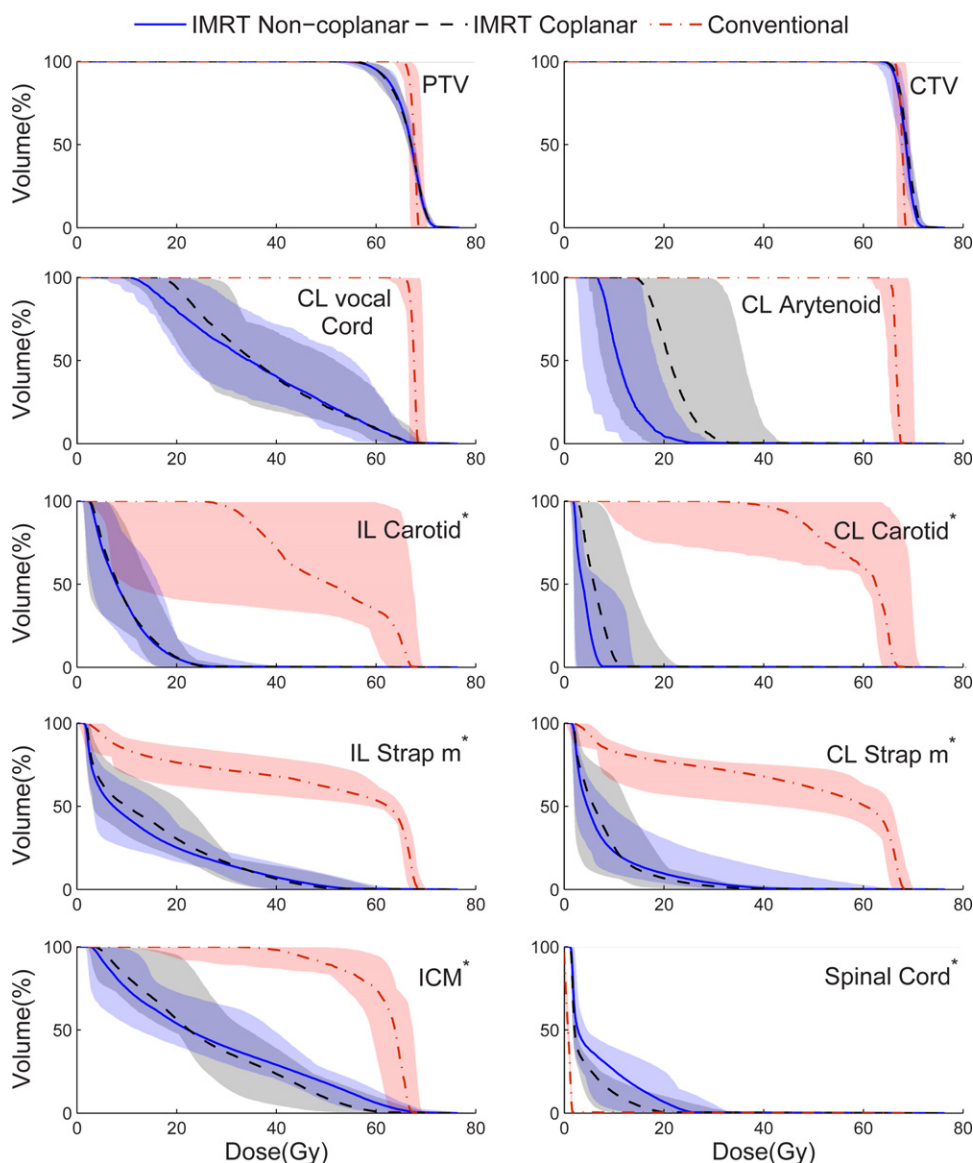 IMRT Non-coplanar IMRT Coplanar Conventional
PTV
Volume(%)
100
50
0
0 20 40 60 80
CTV
Volume(%)
100
50
0
0 20 40 60 80
CL vocal
Cord
Volume(%)
100
50
0
0 20 40 60 80
CL Arytenoid
Volume(%)
100
50
0
0 20 40 60 80
IL Carotid*
Volume(%)
100
50
0
0 20 40 60 80
CL Carotid*
Volume(%)
100
50
0
0 20 40 60 80
IL Strap m*
Volume(%)
100
50
0
0 20 40 60 80
CL Strap m*
Volume(%)
100
50
0
0 20 40 60 80
ICM*
Volume(%)
100
50
0
0 20 40 60 80
Dose(Gy)
Spinal Cord*
Volume(%)
100
50
0
0 20 40 60 80
Dose(Gy)